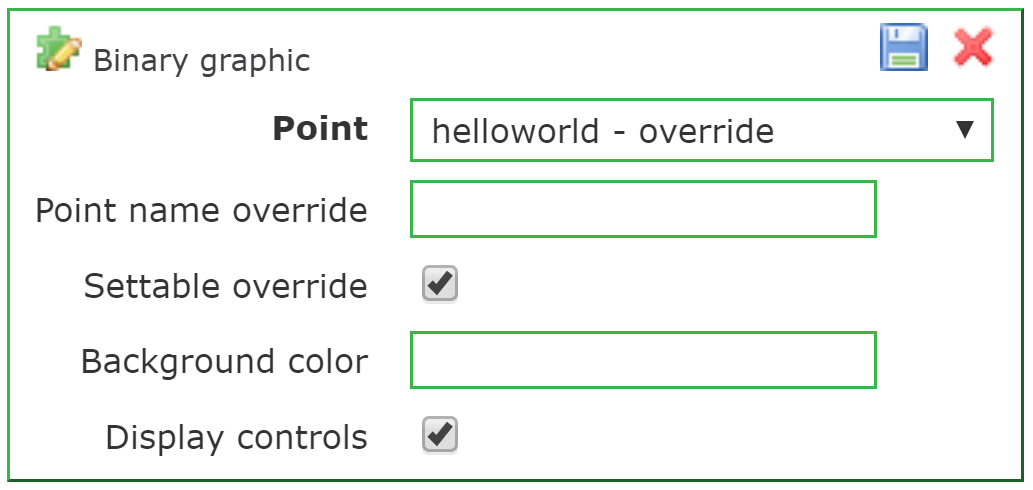 Binary graphic
Point helloworld - override
Point name override
Settable override
Background color
Display controls